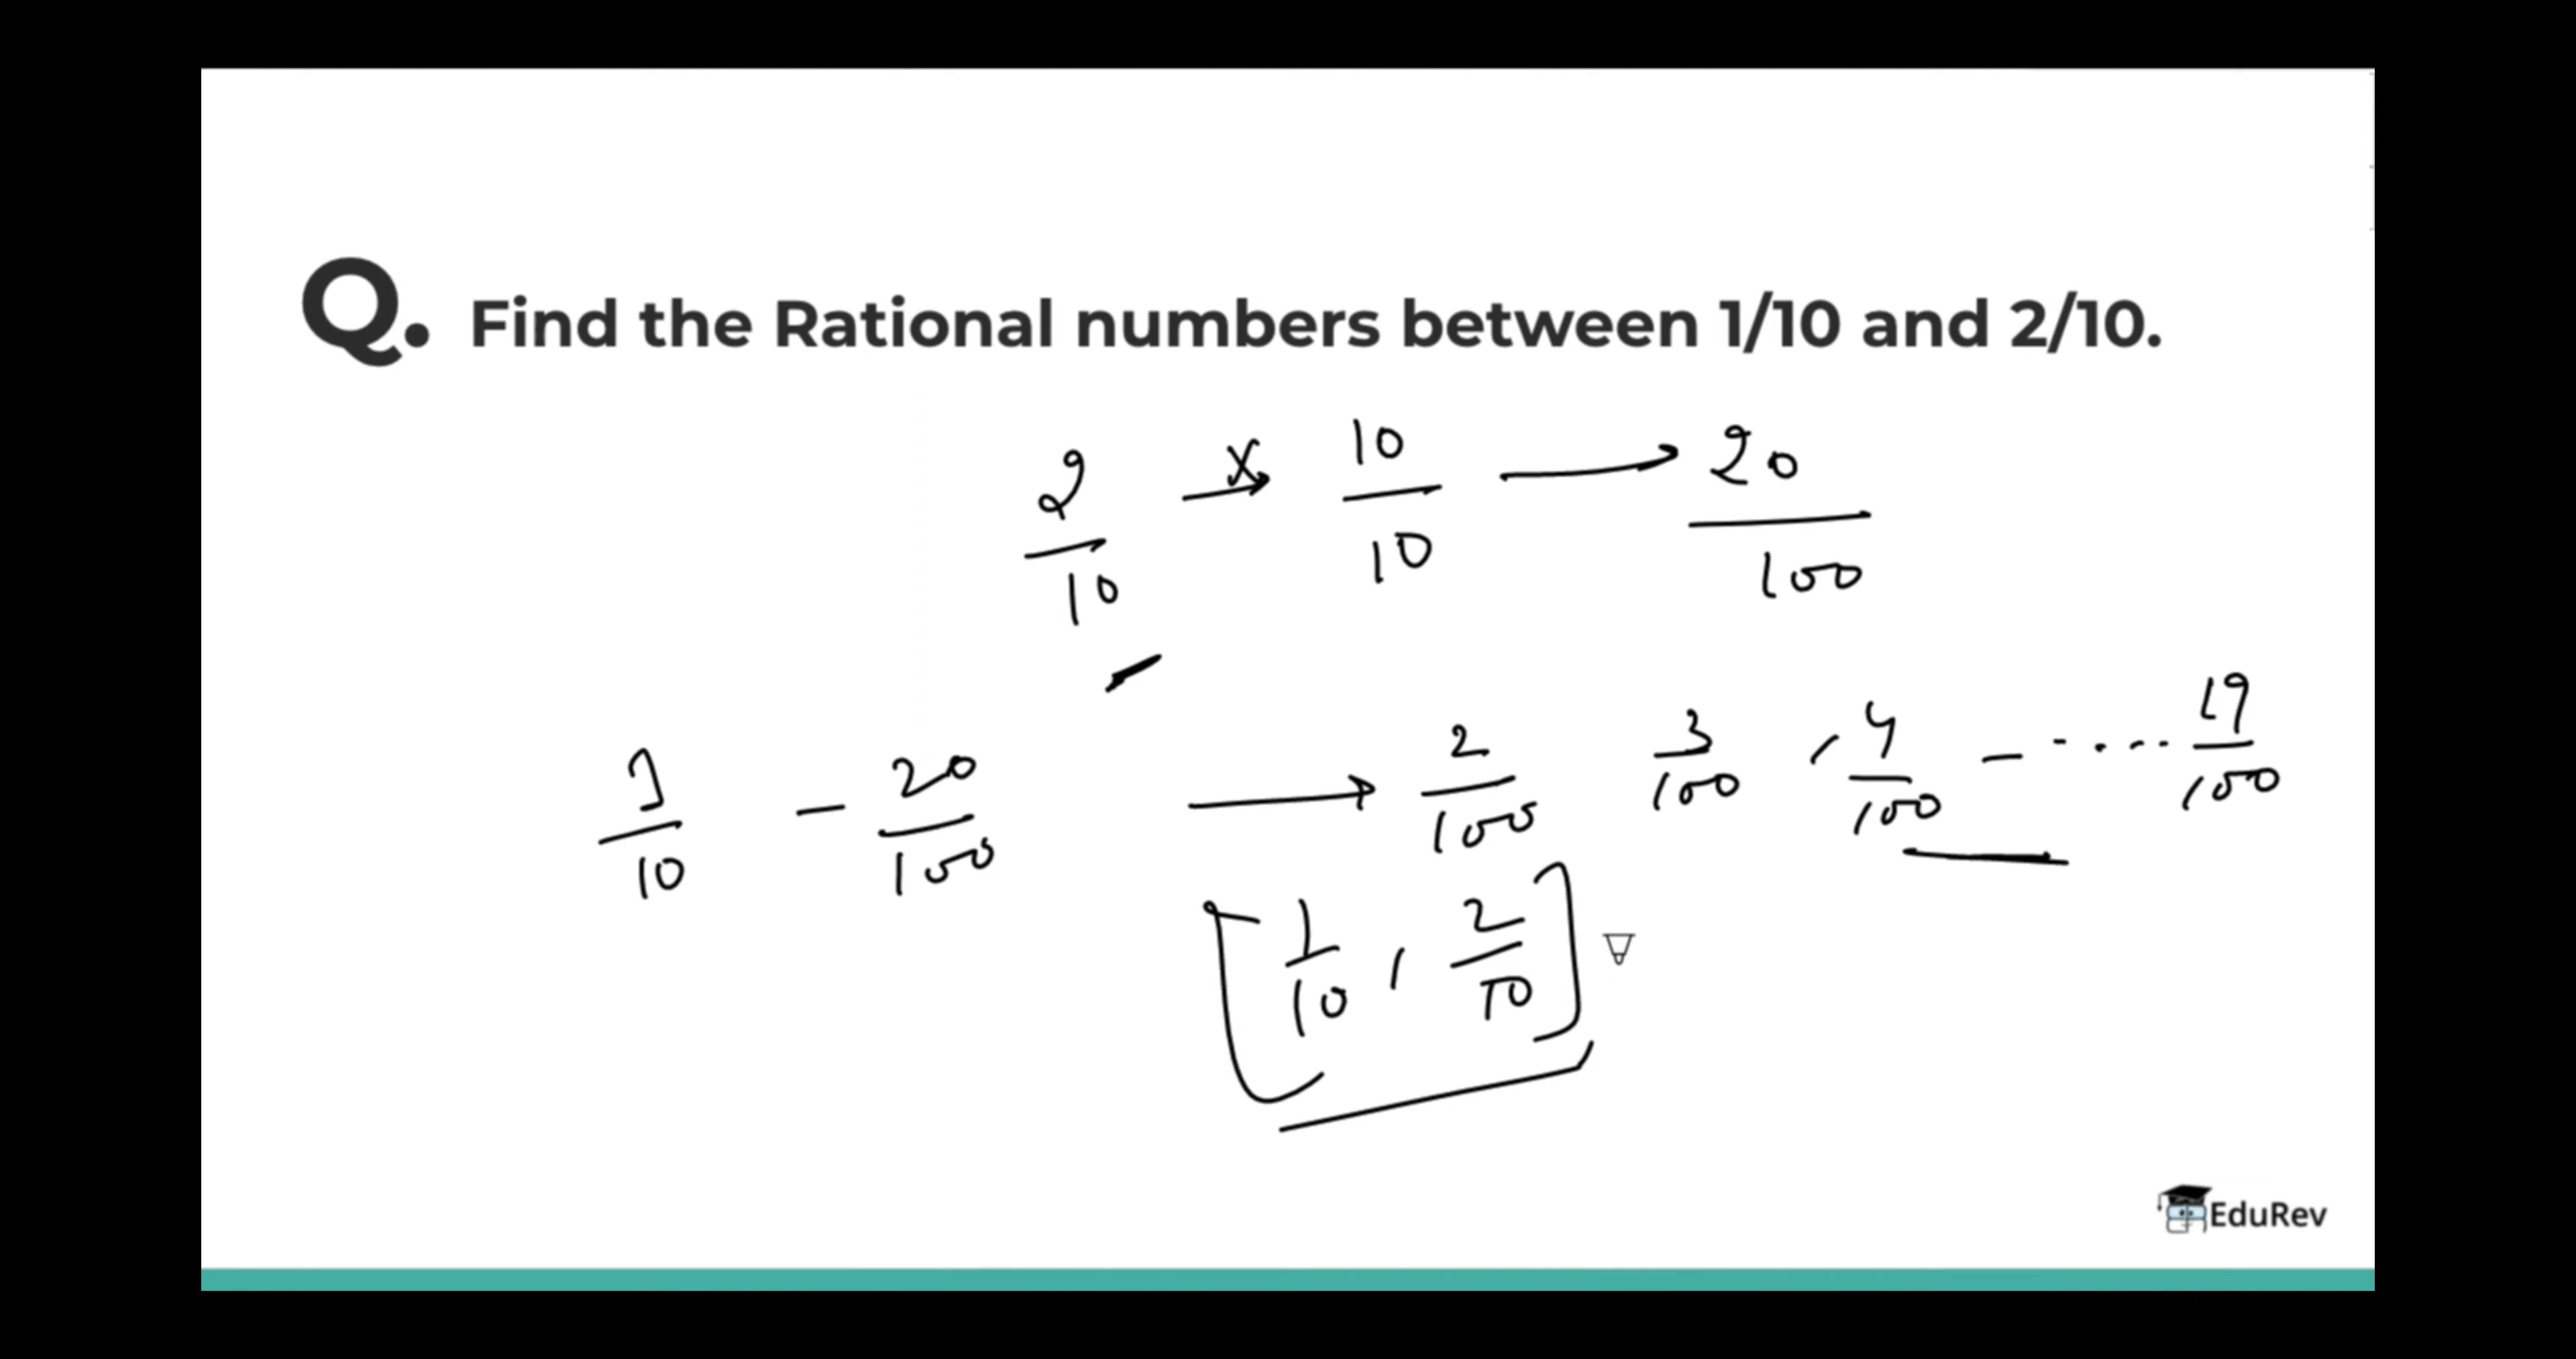 Q. Find the Rational numbers between 1/10 and 2/10.
2/10 × 10/10 → 20/100
1/10 - 20/100 → 2/100 3/100 , 4/100 - ..... 19/100
[1/10 , 2/10]
EduRev